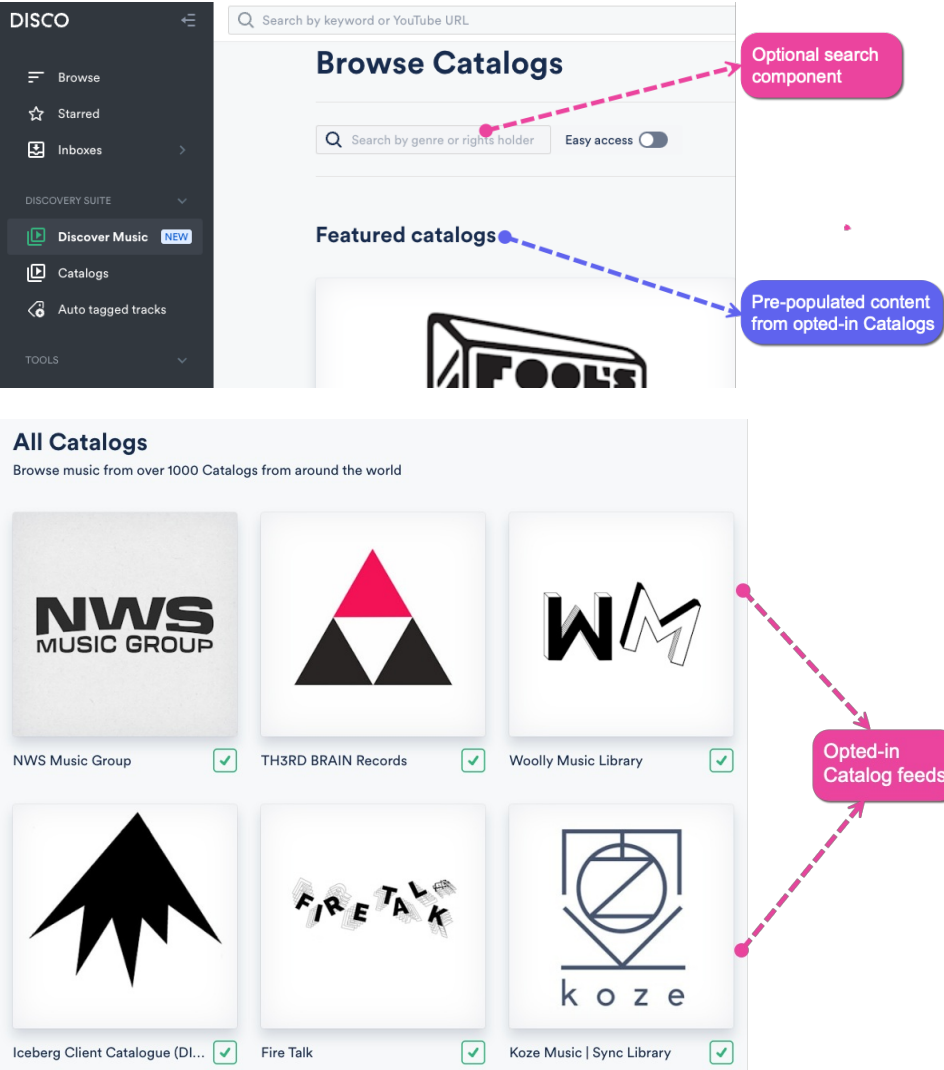 DISCO
Search by keyword or YouTube URL
Browse Catalogs
Optional search
component
Browse
Starred
Inboxes
Search by genre or rights holder
Easy access
DISCOVERY SUITE
Discover Music NEW
Featured catalogs
Catalogs
Auto tagged tracks
Pre-populated content
from opted-in Catalogs
TOOLS
FOOL'S
All Catalogs
Browse music from over 1000 Catalogs from around the world
NWS
MUSIC GROUP
WM
NWS Music Group
TH3RD BRAIN Records
Woolly Music Library
Opted-in
Catalog feeds
FIRE TALK
koze
Iceberg Client Catalogue (DI...
Fire Talk
Koze Music | Sync Library